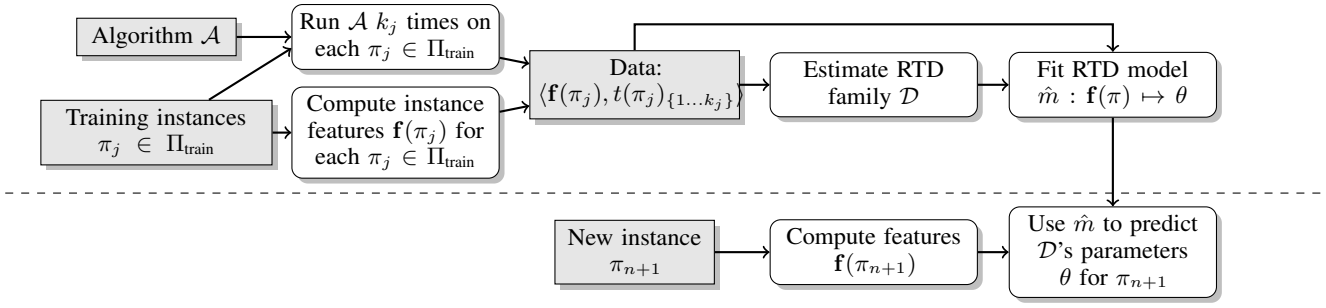 Algorithm 𝒜
Run 𝒜 k_j times on
each π_j ∈ Π_train
Training instances
π_j ∈ Π_train
Compute instance
features f(π_j) for
each π_j ∈ Π_train
Data:
⟨f(π_j), t(π_j)_{1...k_j}⟩
Estimate RTD
family 𝒟
Fit RTD model
m̂ : f(π) ↦ θ
New instance
π_{n+1}
Compute features
f(π_{n+1})
Use m̂ to predict
𝒟's parameters
θ for π_{n+1}